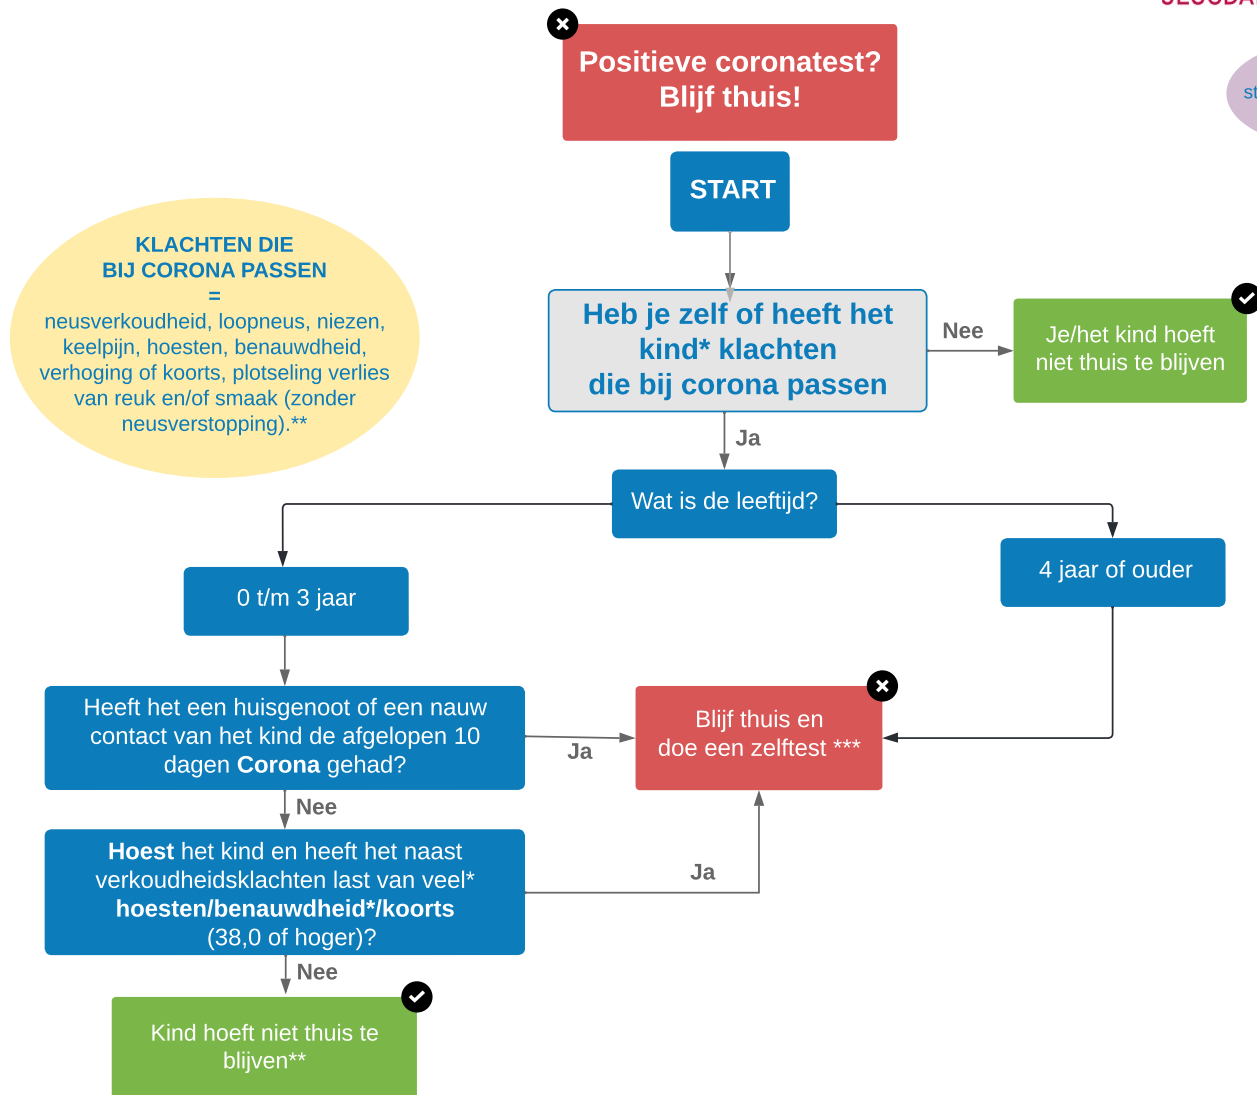 Positieve coronatest?
Blijf thuis!
START
KLACHTEN DIE
BIJ CORONA PASSEN
=
neusverkoudheid, loopneus, niezen,
keelpijn, hoesten, benauwdheid,
verhoging of koorts, plotseling verlies
van reuk en/of smaak (zonder
neusverstopping).**
Heb je zelf of heeft het
kind* klachten
die bij corona passen
Nee
Je/het kind hoeft
niet thuis te blijven
Ja
Wat is de leeftijd?
0 t/m 3 jaar
4 jaar of ouder
Heeft het een huisgenoot of een nauw
contact van het kind de afgelopen 10
dagen Corona gehad?
Ja
Blijf thuis en
doe een zelftest ***
Nee
Hoest het kind en heeft het naast
verkoudheidsklachten last van veel*
hoesten/benauwdheid*/koorts
(38,0 of hoger)?
Ja
Nee
Kind hoeft niet thuis te
blijven**